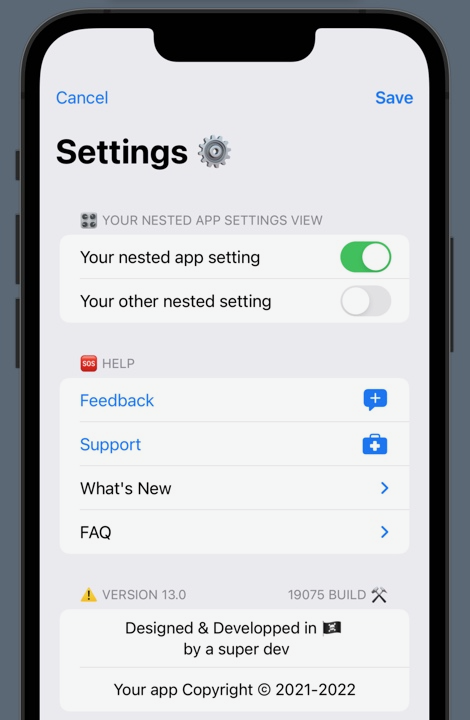 Cancel Save
Settings ⚙️
🎛️ YOUR NESTED APP SETTINGS VIEW
Your nested app setting
Your other nested setting
🆘 HELP
Feedback
Support
What's New
FAQ
⚠️ VERSION 13.0 19075 BUILD ⚒️
Designed & Developped in 🏴‍☠️
by a super dev
Your app Copyright © 2021-2022